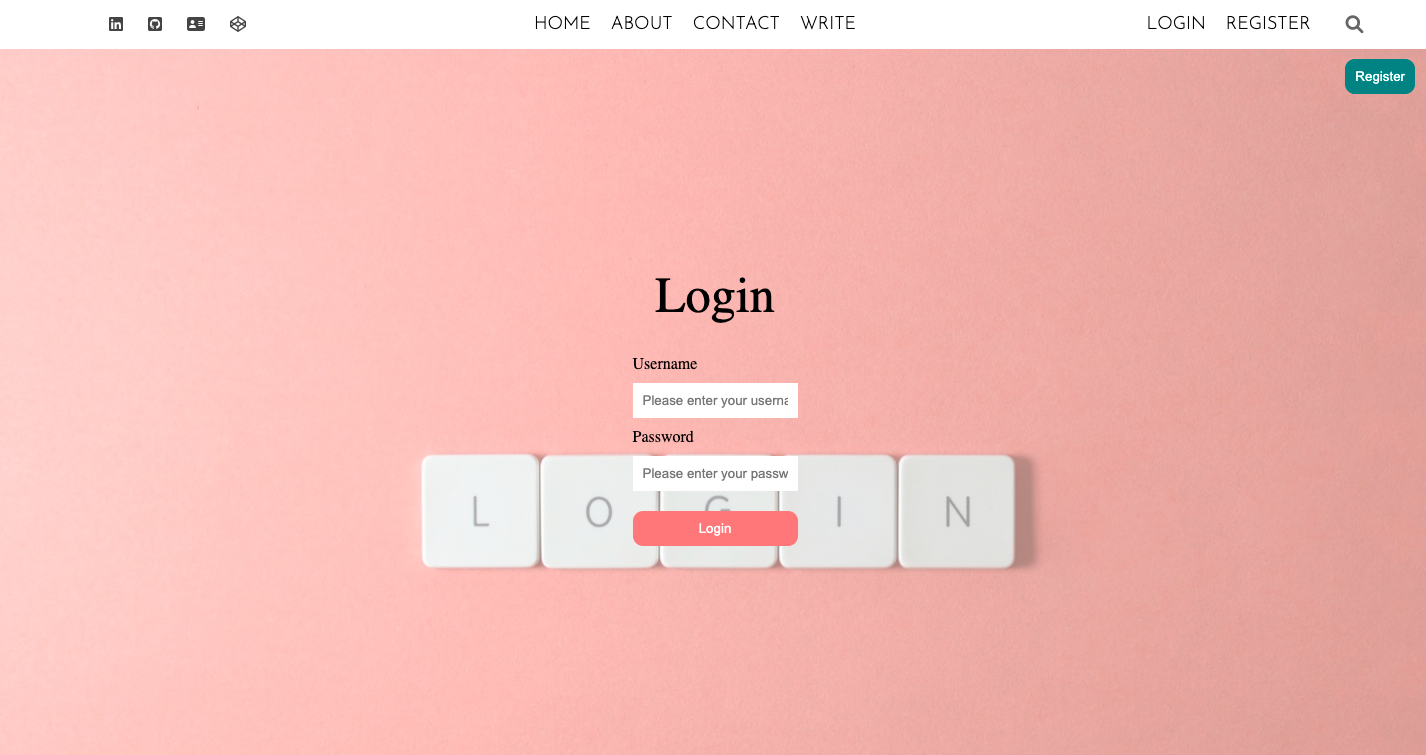 HOME ABOUT CONTACT WRITE LOGIN REGISTER
Register
Login
Username
Please enter your userna
Password
Please enter your passw
L O G I N
Login